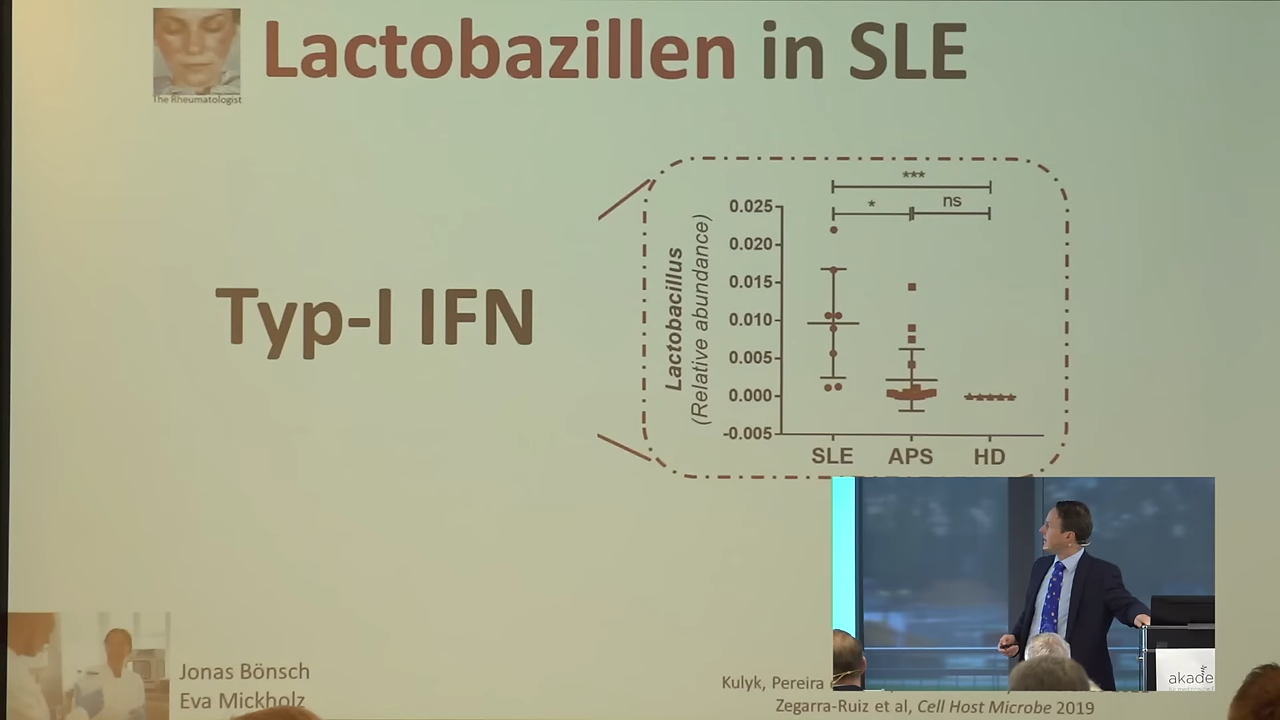 Lactobazillen in SLE
The Rheumatologist
Typ-I IFN
***
*
ns
Lactobacillus
(Relative abundance)
0.025
0.020
0.015
0.010
0.005
0.000
-0.005
SLE
APS
HD
Jonas Bönsch
Eva Mickholz
Kulyk, Pereira
Zegarra-Ruiz et al, Cell Host Microbe 2019
akade